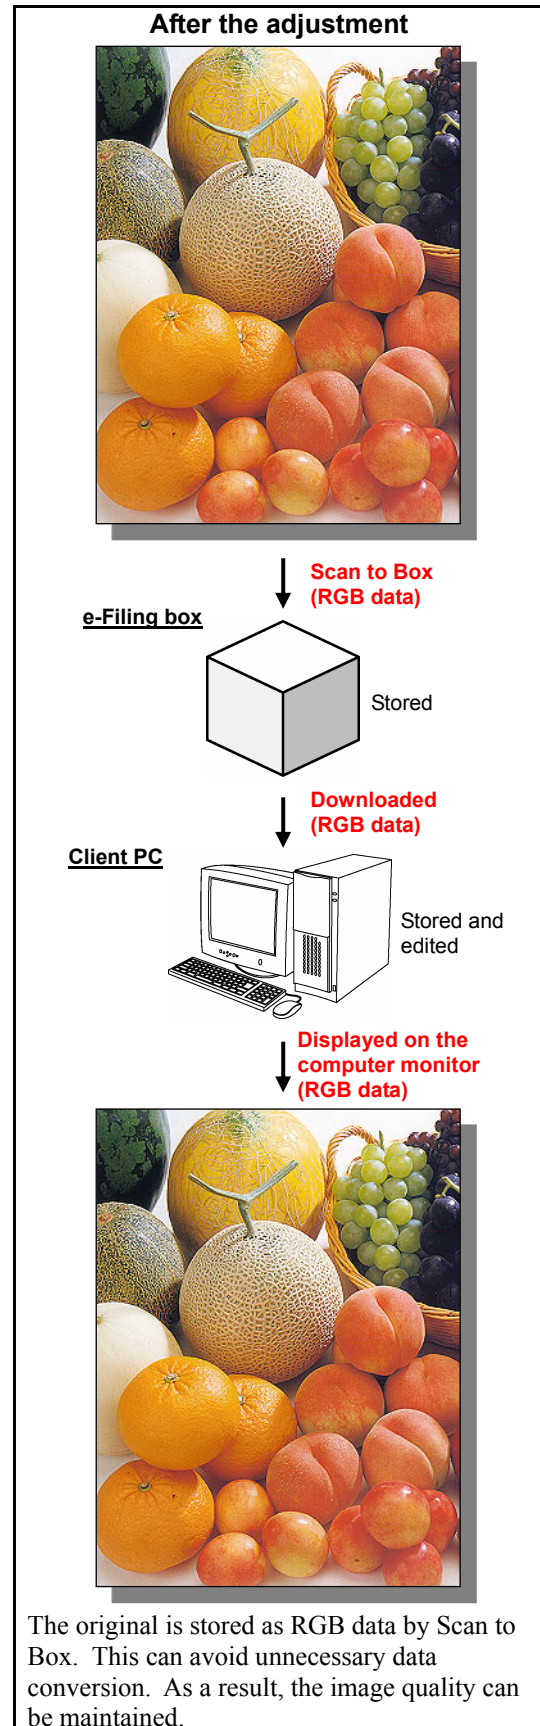 After the adjustment
Scan to Box
(RGB data)
e-Filing box
Stored
Downloaded
(RGB data)
Client PC
Stored and
edited
Displayed on the
computer monitor
(RGB data)
The original is stored as RGB data by Scan to
Box.  This can avoid unnecessary data
conversion.  As a result, the image quality can
be maintained.